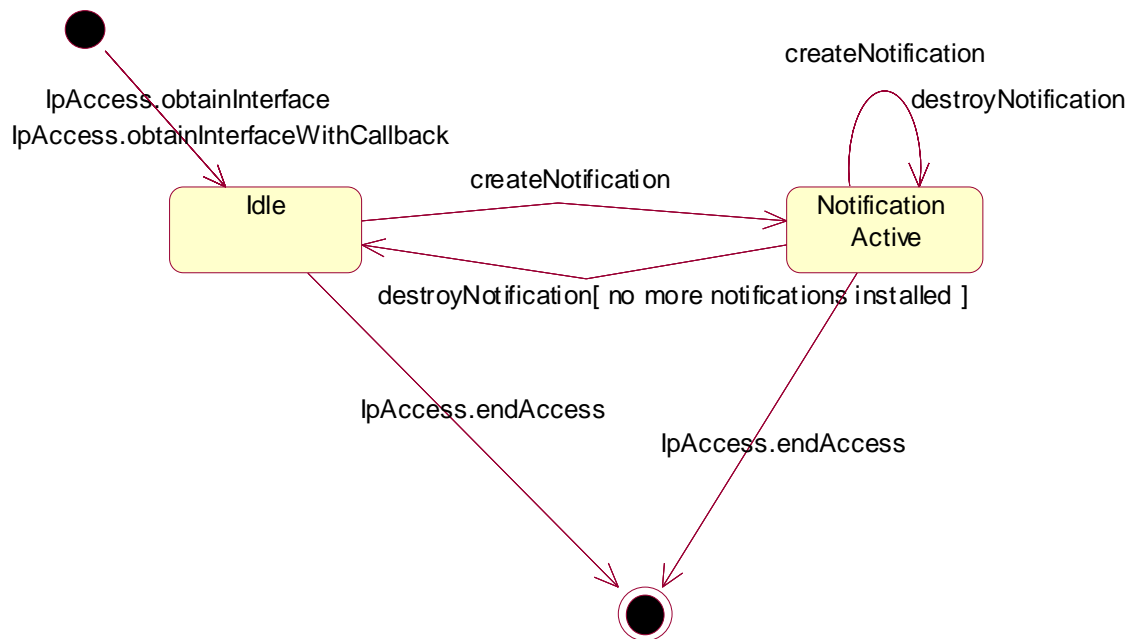 createNotification
IpAccess.obtainInterface
destroyNotification
IpAccess.obtainInterfaceWithCallback
createNotification
Idle
Notification
Active
destroyNotification[ no more notifications installed ]
IpAccess.endAccess
IpAccess.endAccess